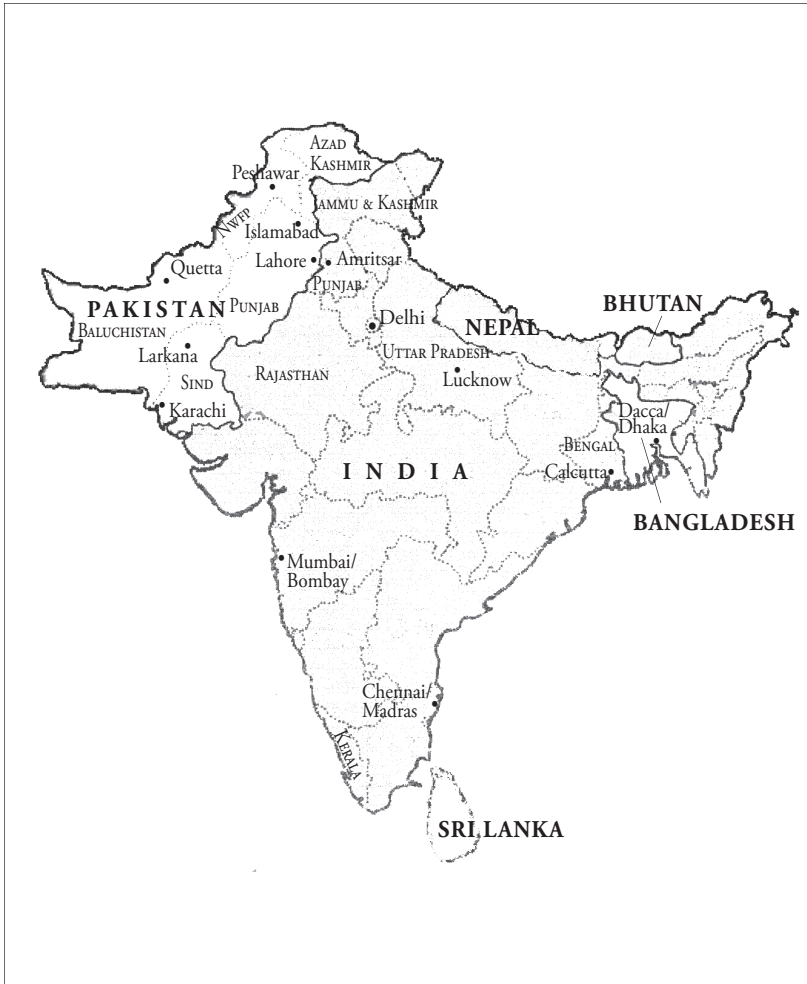 AZAD
KASHMIR
Peshawar
JAMMU & KASHMIR
NWFP
Islamabad
Lahore
Amritsar
Quetta
PUNJAB
PAKISTAN
PUNJAB
BALUCHISTAN
Delhi
NEPAL
BHUTAN
Larkana
UTTAR PRADESH
SIND
RAJASTHAN
Lucknow
Karachi
Dacca/
Dhaka
BENGAL
INDIA
Calcutta
BANGLADESH
Mumbai/
Bombay
Chennai/
Madras
KERALA
SRI LANKA